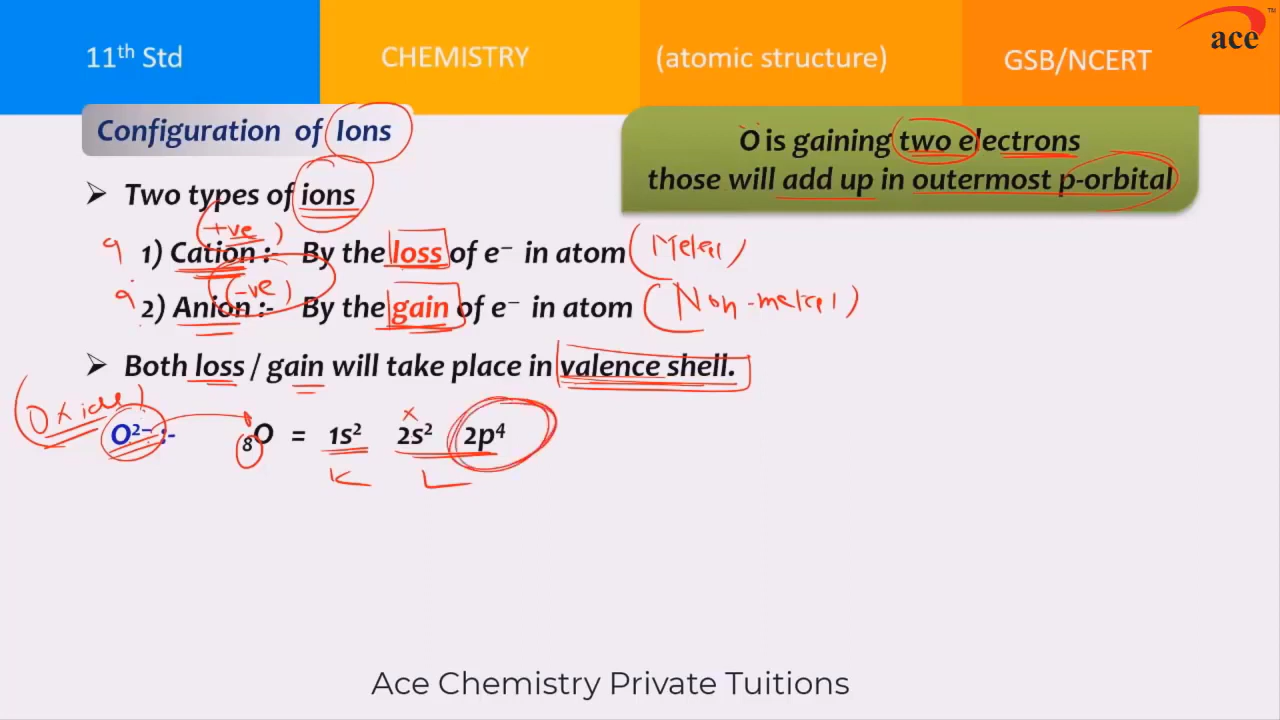 11th Std CHEMISTRY (atomic structure) GSB/NCERT
ace™
Configuration of Ions
O is gaining two electrons
those will add up in outermost p-orbital
➢ Two types of ions
(+ve)
1) Cation :- By the loss of e⁻ in atom (Metal)
(-ve)
2) Anion :- By the gain of e⁻ in atom (Non-metal)
➢ Both loss / gain will take place in valence shell.
Oxide
O²⁻ :- ₈O = 1s² 2s² 2p⁴
K L
Ace Chemistry Private Tuitions